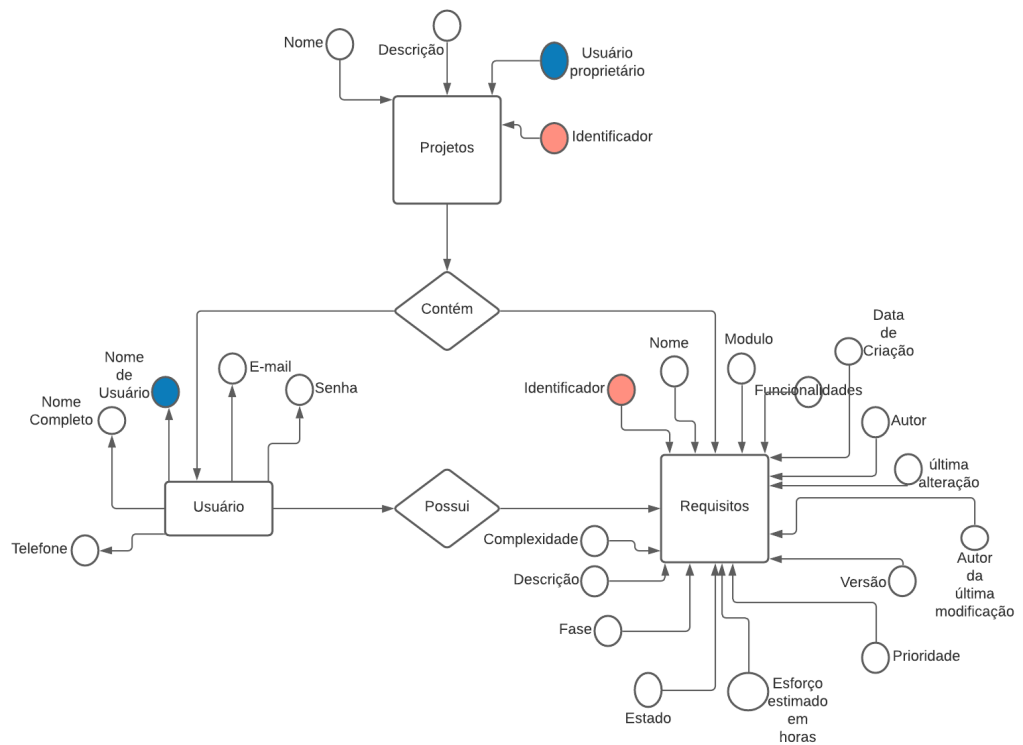 Nome
Descrição
Usuário
proprietário
Identificador
Projetos
Contém
Nome
de
Usuário
E-mail
Senha
Nome
Completo
Telefone
Usuário
Possui
Identificador
Nome
Modulo
Funcionalidades
Data
de
Criação
Autor
última
alteração
Requisitos
Autor
da
última
modificação
Complexidade
Descrição
Versão
Fase
Prioridade
Estado
Esforço
estimado
em
horas